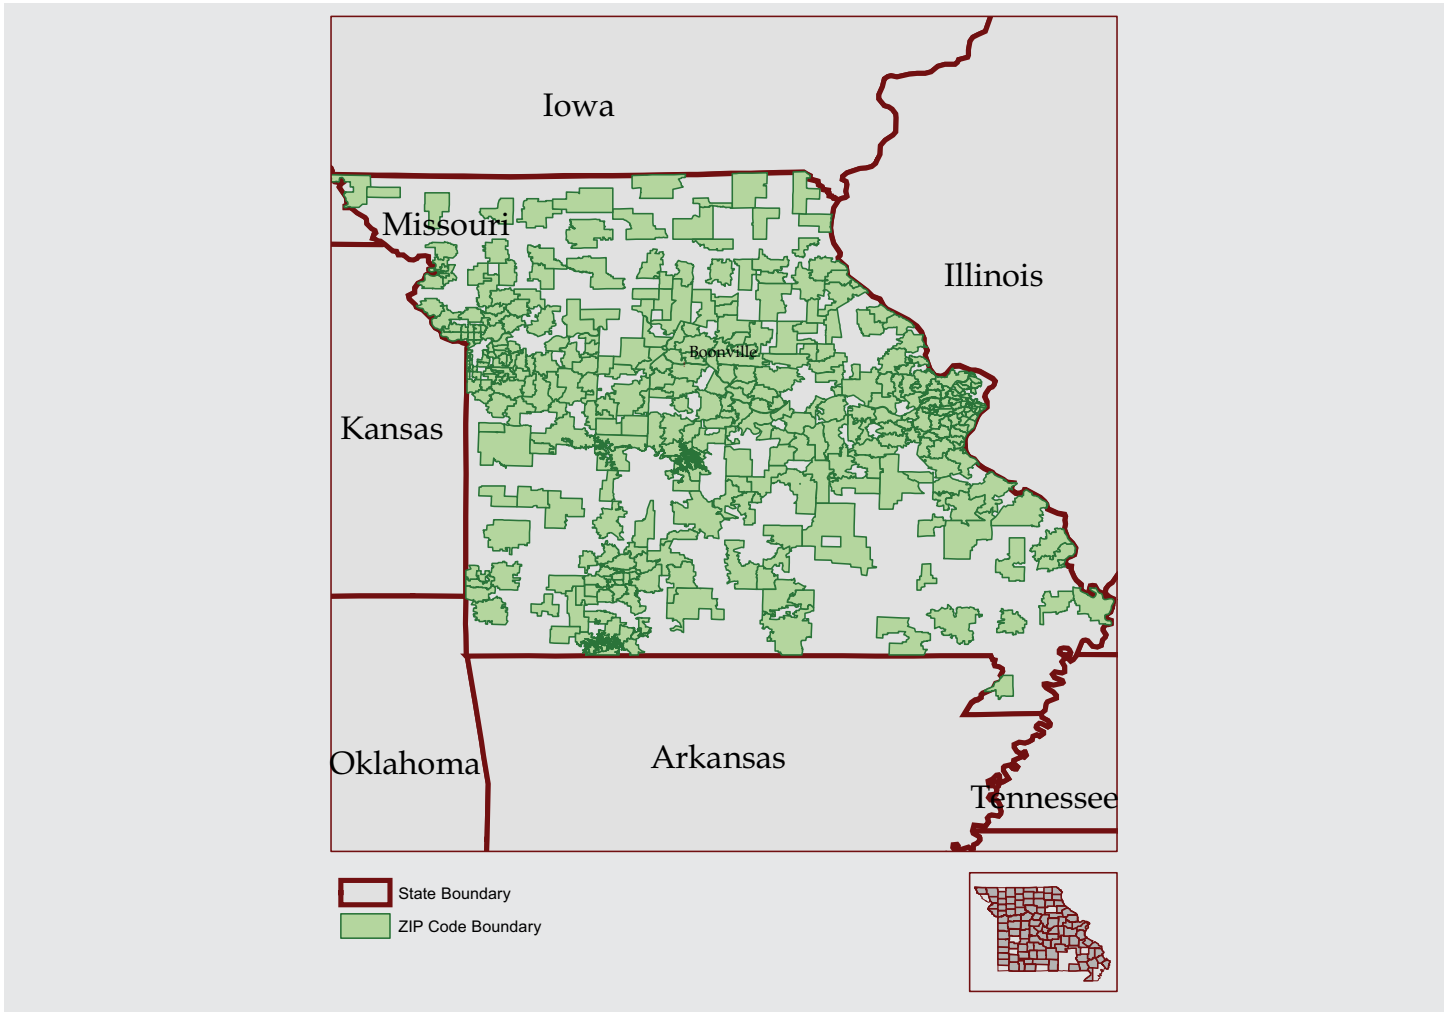 Iowa
Missouri
Illinois
Boonville
Kansas
Oklahoma
Arkansas
Tennessee
State Boundary
ZIP Code Boundary